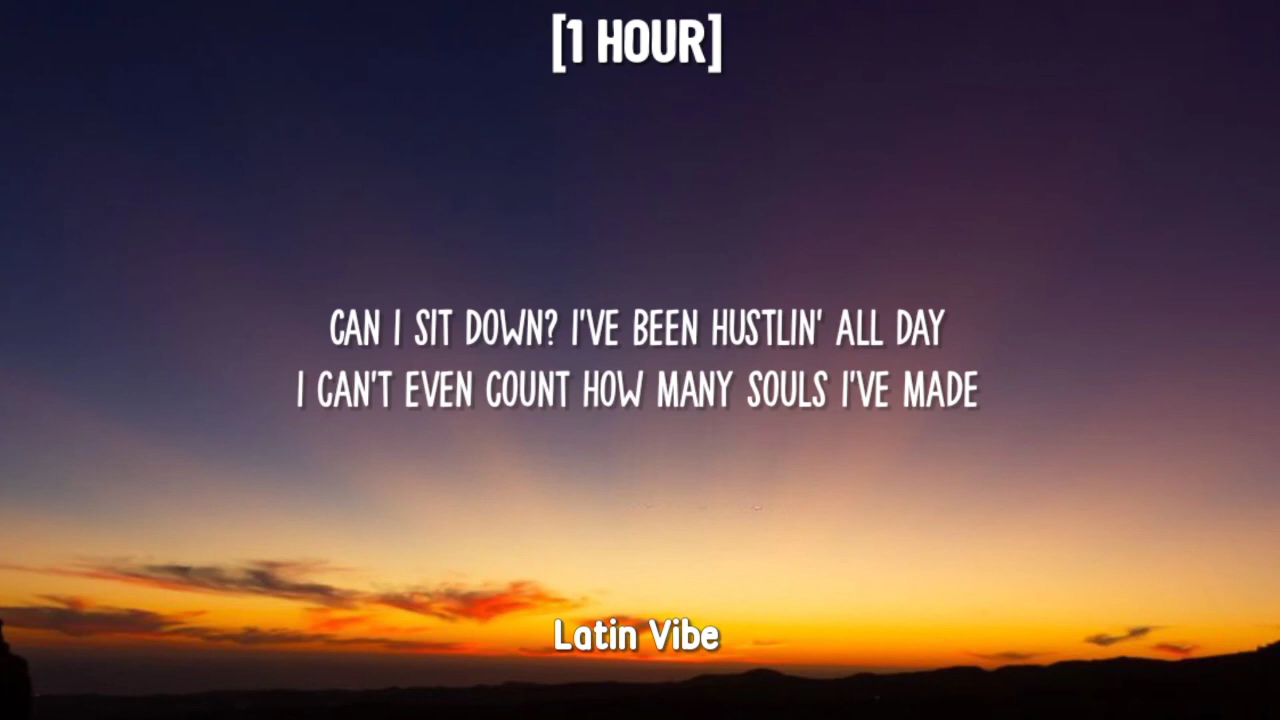 [1 HOUR]
CAN I SIT DOWN? I'VE BEEN HUSTLIN' ALL DAY
I CAN'T EVEN COUNT HOW MANY SOULS I'VE MADE
Latin Vibe